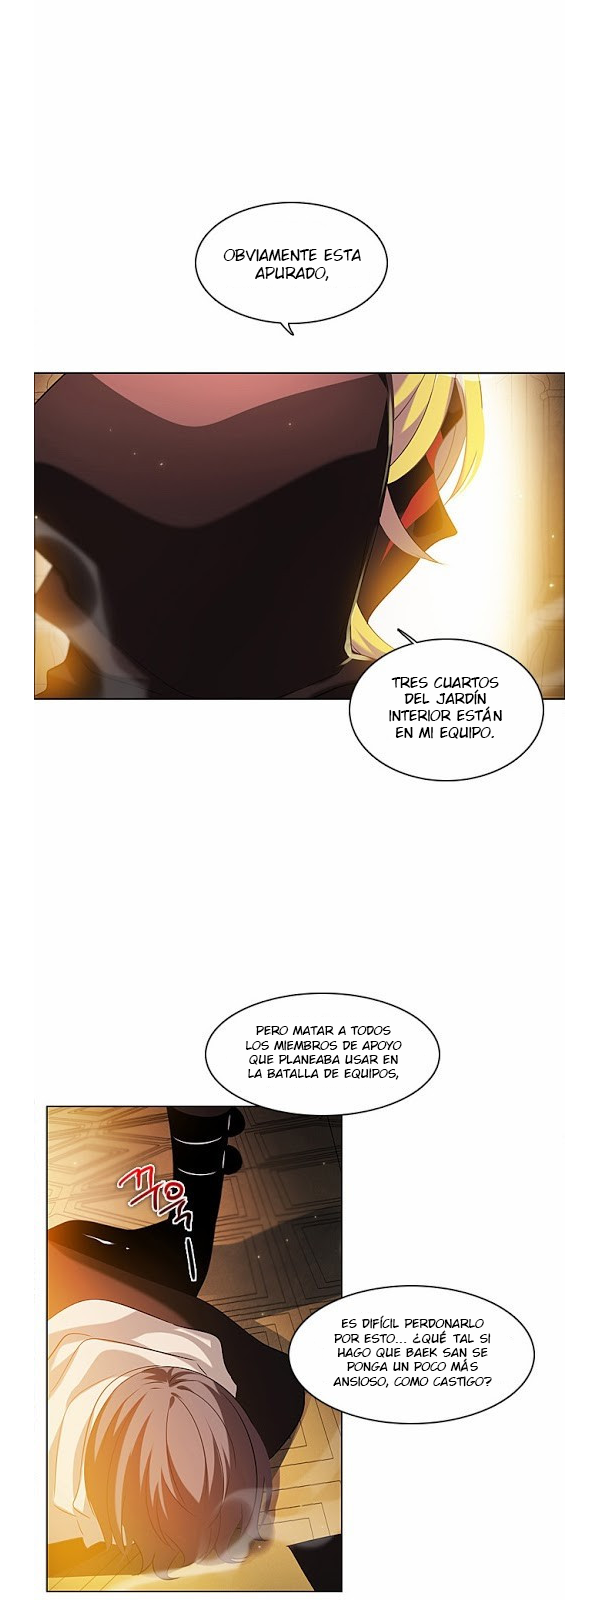 OBVIAMENTE ESTA
APURADO,
TRES CUARTOS
DEL JARDÍN
INTERIOR ESTÁN
EN MI EQUIPO.
PERO MATAR A TODOS
LOS MIEMBROS DE APOYO
QUE PLANEABA USAR EN
LA BATALLA DE EQUIPOS,
ES DIFÍCIL PERDONARLO
POR ESTO... ¿QUÉ TAL SI
HAGO QUE BAEK SAN SE
PONGA UN POCO MÁS
ANSIOSO, COMO CASTIGO?